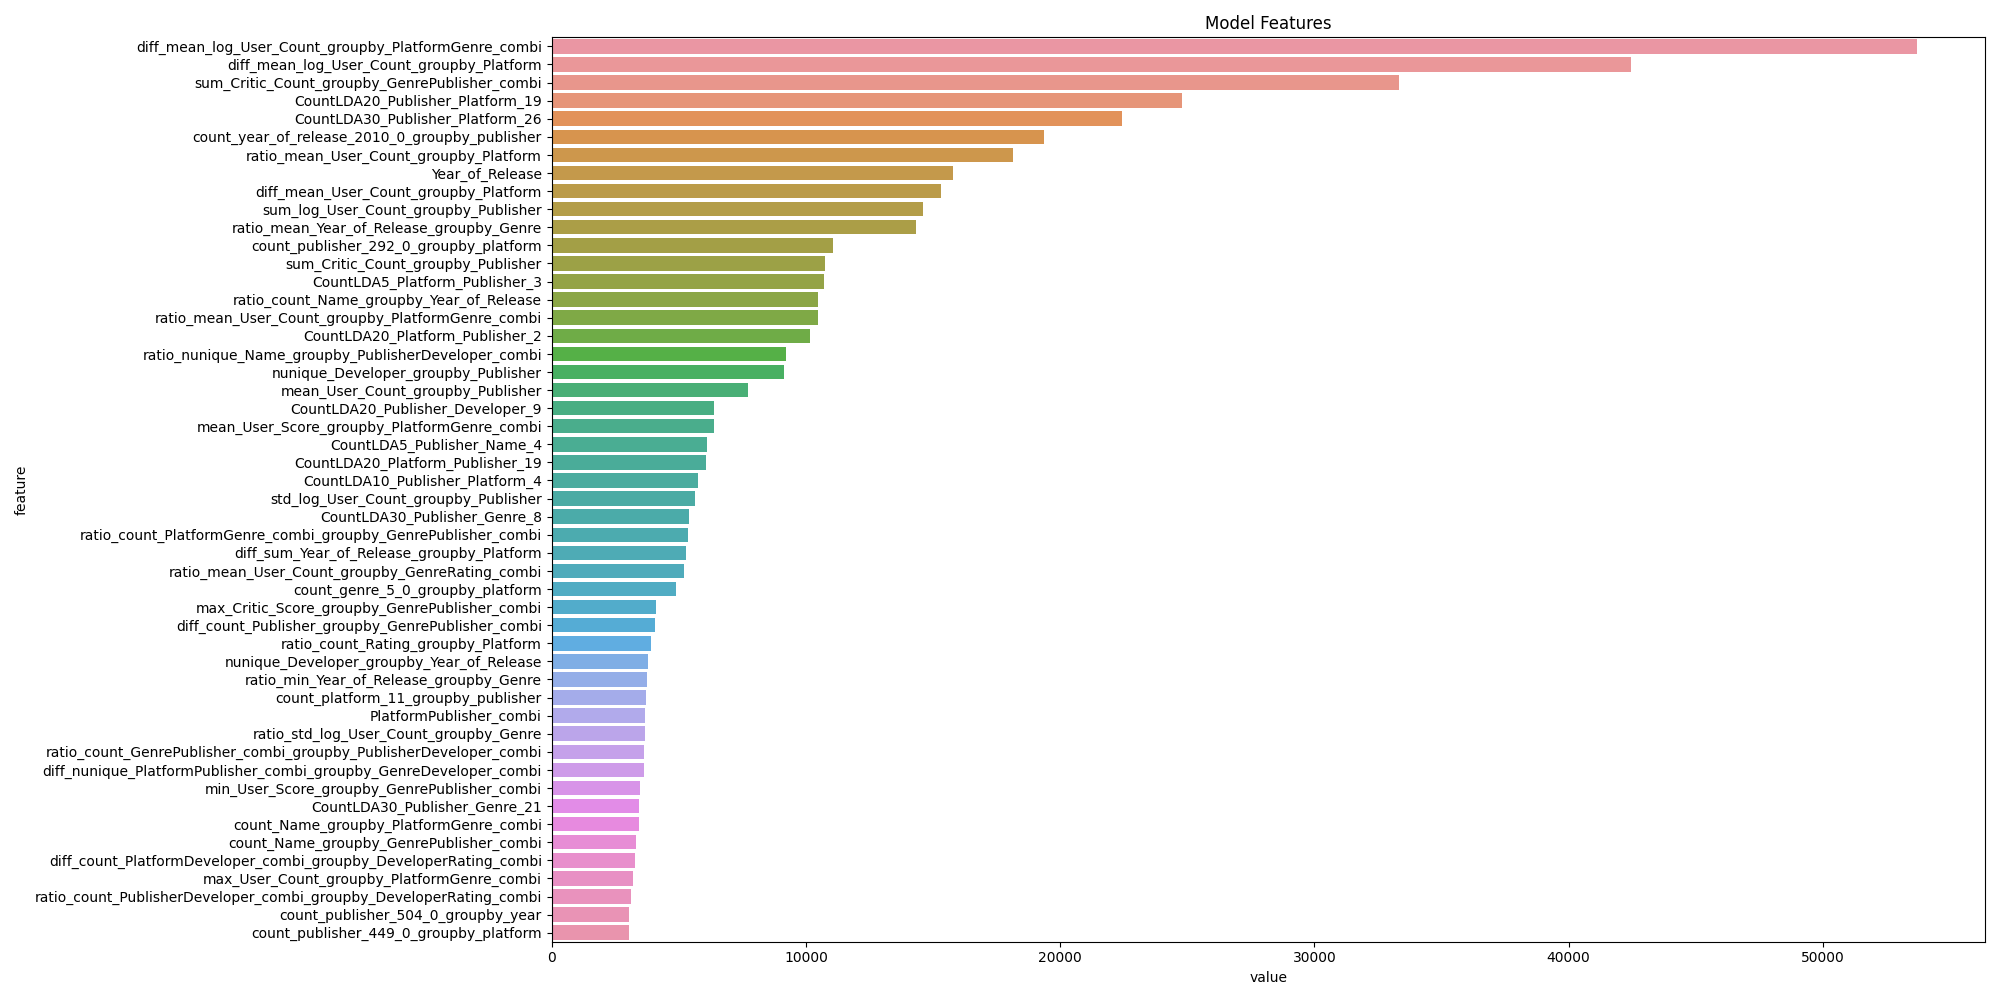 Model Features
diff_mean_log_User_Count_groupby_PlatformGenre_combi
diff_mean_log_User_Count_groupby_Platform
sum_Critic_Count_groupby_GenrePublisher_combi
CountLDA20_Publisher_Platform_19
CountLDA30_Publisher_Platform_26
count_year_of_release_2010_0_groupby_publisher
ratio_mean_User_Count_groupby_Platform
Year_of_Release
diff_mean_User_Count_groupby_Platform
sum_log_User_Count_groupby_Publisher
ratio_mean_Year_of_Release_groupby_Genre
count_publisher_292_0_groupby_platform
sum_Critic_Count_groupby_Publisher
CountLDA5_Platform_Publisher_3
ratio_count_Name_groupby_Year_of_Release
ratio_mean_User_Count_groupby_PlatformGenre_combi
CountLDA20_Platform_Publisher_2
ratio_nunique_Name_groupby_PublisherDeveloper_combi
nunique_Developer_groupby_Publisher
mean_User_Count_groupby_Publisher
CountLDA20_Publisher_Developer_9
mean_User_Score_groupby_PlatformGenre_combi
CountLDA5_Publisher_Name_4
CountLDA20_Platform_Publisher_19
CountLDA10_Publisher_Platform_4
std_log_User_Count_groupby_Publisher
CountLDA30_Publisher_Genre_8
ratio_count_PlatformGenre_combi_groupby_GenrePublisher_combi
diff_sum_Year_of_Release_groupby_Platform
ratio_mean_User_Count_groupby_GenreRating_combi
count_genre_5_0_groupby_platform
max_Critic_Score_groupby_GenrePublisher_combi
diff_count_Publisher_groupby_GenrePublisher_combi
ratio_count_Rating_groupby_Platform
nunique_Developer_groupby_Year_of_Release
ratio_min_Year_of_Release_groupby_Genre
count_platform_11_groupby_publisher
PlatformPublisher_combi
ratio_std_log_User_Count_groupby_Genre
ratio_count_GenrePublisher_combi_groupby_PublisherDeveloper_combi
diff_nunique_PlatformPublisher_combi_groupby_GenreDeveloper_combi
min_User_Score_groupby_GenrePublisher_combi
CountLDA30_Publisher_Genre_21
count_Name_groupby_PlatformGenre_combi
count_Name_groupby_GenrePublisher_combi
diff_count_PlatformDeveloper_combi_groupby_DeveloperRating_combi
max_User_Count_groupby_PlatformGenre_combi
ratio_count_PublisherDeveloper_combi_groupby_DeveloperRating_combi
count_publisher_504_0_groupby_year
count_publisher_449_0_groupby_platform
feature
0 10000 20000 30000 40000 50000
value